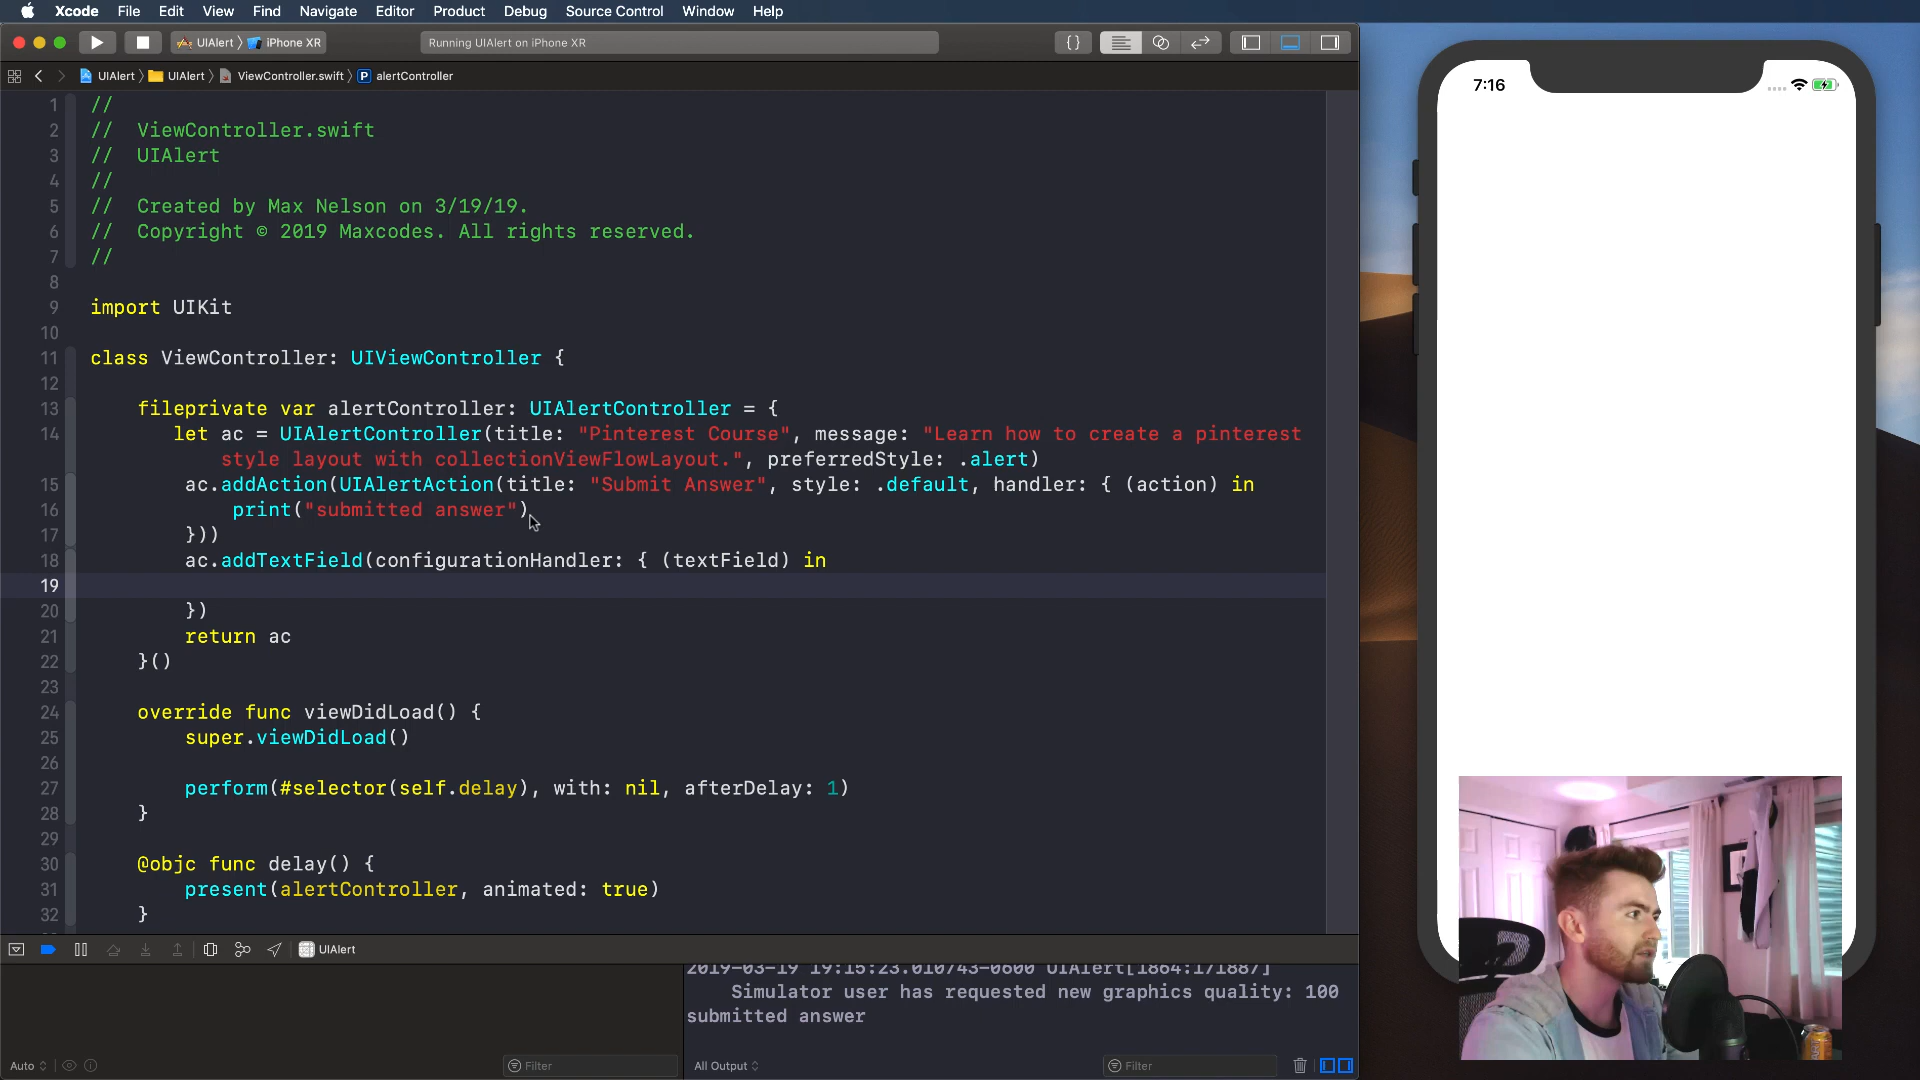 Xcode File Edit View Find Navigate Editor Product Debug Source Control Window Help
UIAlert iPhone XR
Running UIAlert on iPhone XR
{}
UIAlert UIAlert ViewController.swift P alertController
1 //
2 // ViewController.swift
3 // UIAlert
4 //
5 // Created by Max Nelson on 3/19/19.
6 // Copyright © 2019 Maxcodes. All rights reserved.
7 //
8
9 import UIKit
10
11 class ViewController: UIViewController {
12
13 fileprivate var alertController: UIAlertController = {
14 let ac = UIAlertController(title: "Pinterest Course", message: "Learn how to create a pinterest
style layout with collectionViewFlowLayout.", preferredStyle: .alert)
15 ac.addAction(UIAlertAction(title: "Submit Answer", style: .default, handler: { (action) in
16 print("submitted answer")
17 }))
18 ac.addTextField(configurationHandler: { (textField) in
19
20 })
21 return ac
22 }()
23
24 override func viewDidLoad() {
25 super.viewDidLoad()
26
27 perform(#selector(self.delay), with: nil, afterDelay: 1)
28 }
29
30 @objc func delay() {
31 present(alertController, animated: true)
32 }
UIAlert
2019-03-19 19:15:23.010743-0600 UIAlert[1864:171887]
Simulator user has requested new graphics quality: 100
submitted answer
Auto
Filter
All Output
Filter
7:16